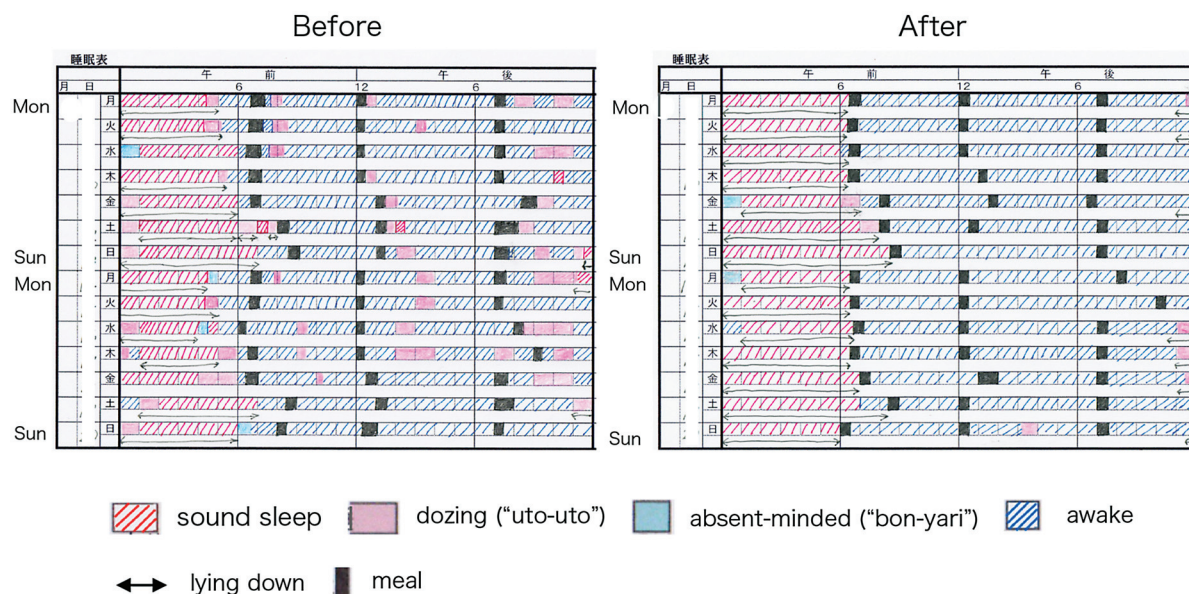 Before
After
睡眠表
睡眠表
午 前
午 後
午 前
午 後
月 日
6
12
6
月 日
6
12
6
Mon
月
火
水
木
金
土
Sun
日
Mon
月
火
水
木
金
土
Sun
日
Mon
月
火
水
木
金
土
Sun
日
Mon
月
火
水
木
金
土
Sun
日
sound sleep
dozing (“uto-uto”)
absent-minded (“bon-yari”)
awake
lying down
meal